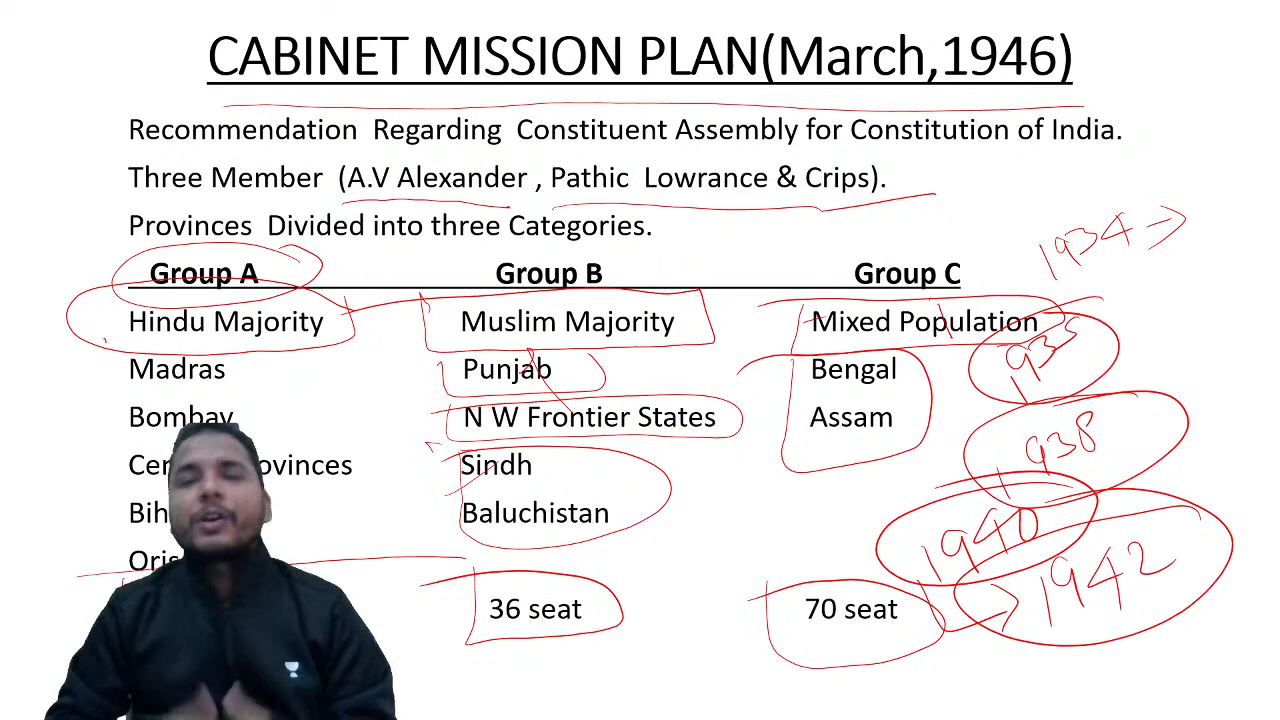 CABINET MISSION PLAN(March,1946)
Recommendation Regarding Constituent Assembly for Constitution of India.
Three Member (A.V Alexander , Pathic Lowrance & Crips).
Provinces Divided into three Categories.
1934
Group A Group B Group C
Hindu Majority Muslim Majority Mixed Population
1935
Madras Punjab Bengal
Bombay N W Frontier States Assam
1938
Sindh
Baluchistan
1940
1942
36 seat 70 seat